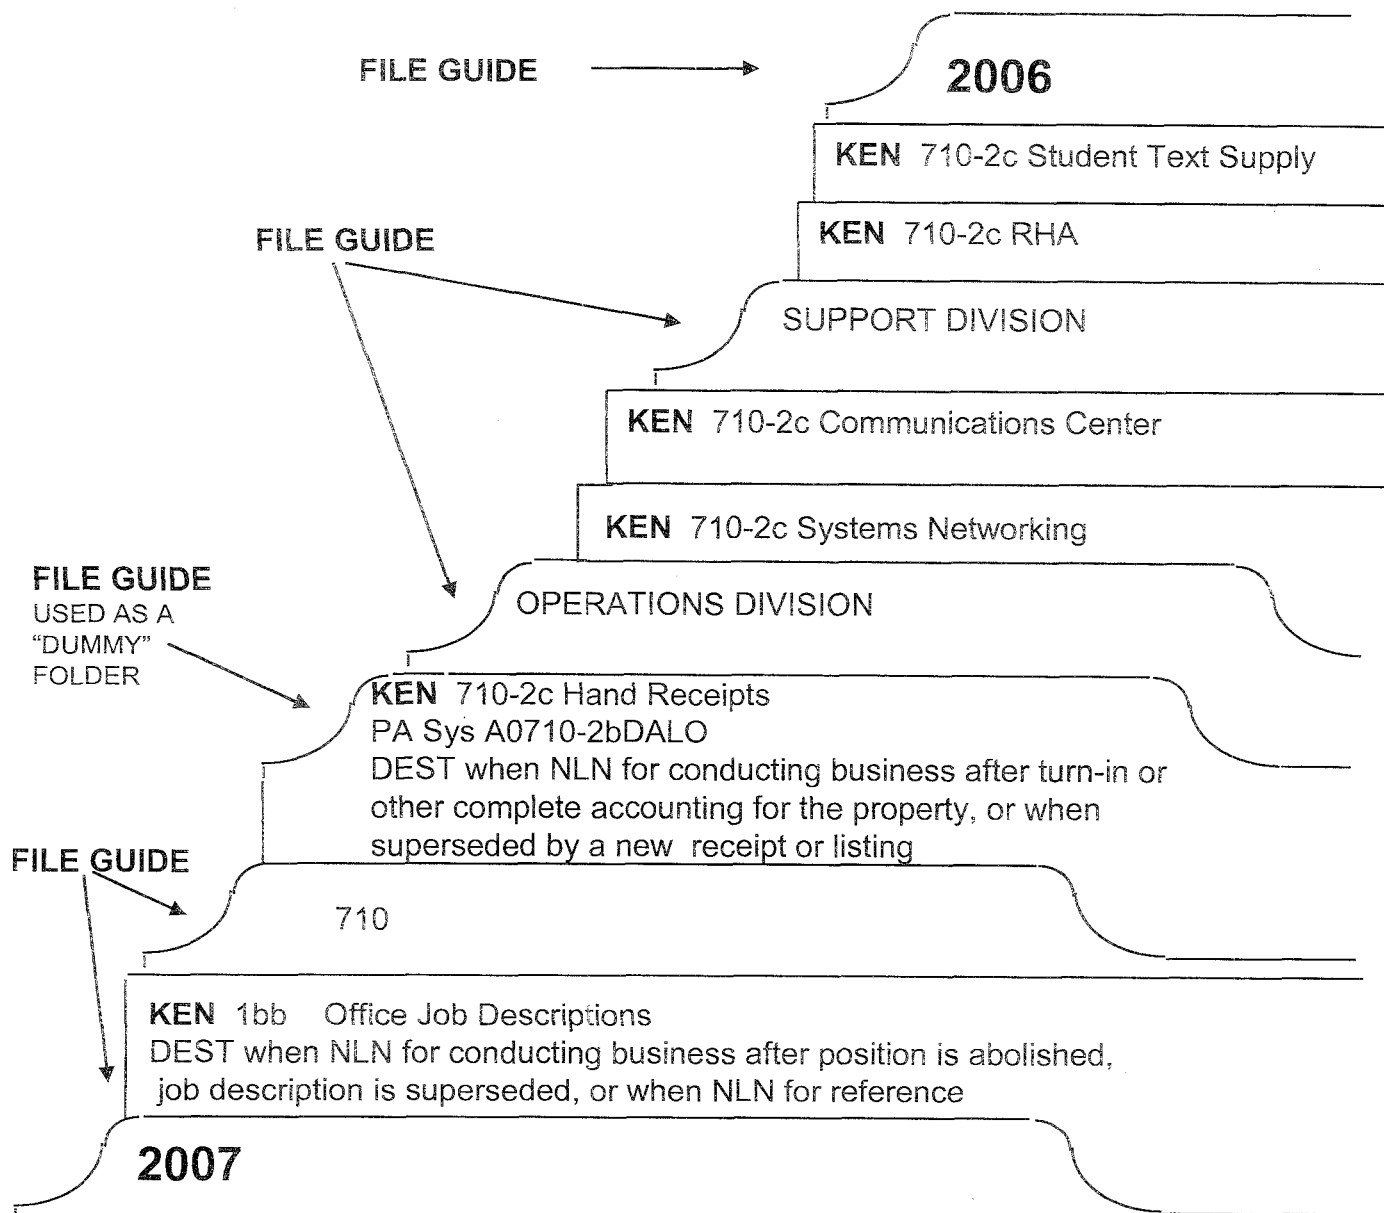 FILE GUIDE
2006
KEN 710-2c Student Text Supply
KEN 710-2c RHA
FILE GUIDE
SUPPORT DIVISION
KEN 710-2c Communications Center
KEN 710-2c Systems Networking
FILE GUIDE
USED AS A
“DUMMY”
FOLDER
OPERATIONS DIVISION
KEN 710-2c Hand Receipts
PA Sys A0710-2bDALO
DEST when NLN for conducting business after turn-in or
other complete accounting for the property, or when
superseded by a new receipt or listing
FILE GUIDE
710
KEN 1bb Office Job Descriptions
DEST when NLN for conducting business after position is abolished,
job description is superseded, or when NLN for reference
2007